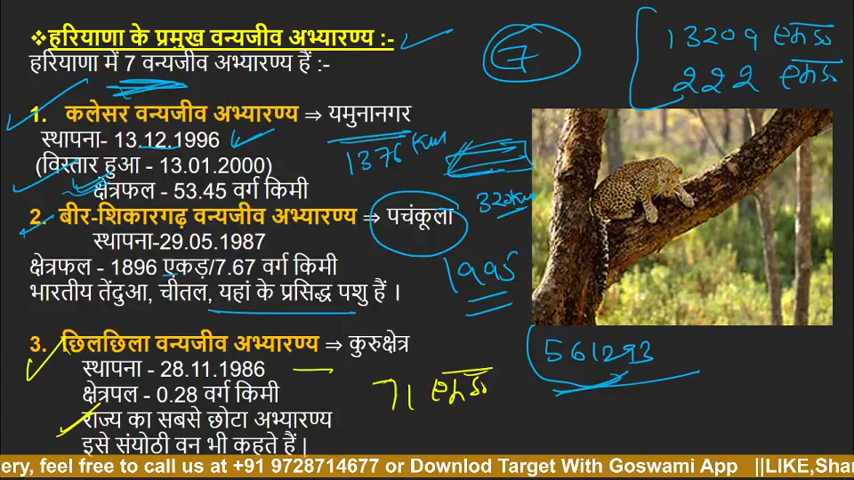 ❖हरियाणा के प्रमुख वन्यजीव अभ्यारण्य :-
हरियाणा में 7 वन्यजीव अभ्यारण्य हैं :-
7
13209 एकड
222 एकड
1. कलेसर वन्यजीव अभ्यारण्य ⇒ यमुनानगर
स्थापना- 13.12.1996
(विस्तार हुआ - 13.01.2000)
1376 Km
क्षेत्रफल - 53.45 वर्ग किमी
2. बीर-शिकारगढ़ वन्यजीव अभ्यारण्य ⇒ पचंकूला
स्थापना-29.05.1987
1995
क्षेत्रफल - 1896 एकड़/7.67 वर्ग किमी
भारतीय तेंदुआ, चीतल, यहां के प्रसिद्ध पशु हैं ।
3. छिलछिला वन्यजीव अभ्यारण्य ⇒ कुरुक्षेत्र
561293
स्थापना - 28.11.1986
क्षेत्रपल - 0.28 वर्ग किमी
71 एकड
राज्य का सबसे छोटा अभ्यारण्य
इसे संयोठी वन भी कहते हैं |
ery, feel free to call us at +91 9728714677 or Downlod Target With Goswami App ||LIKE,Shar